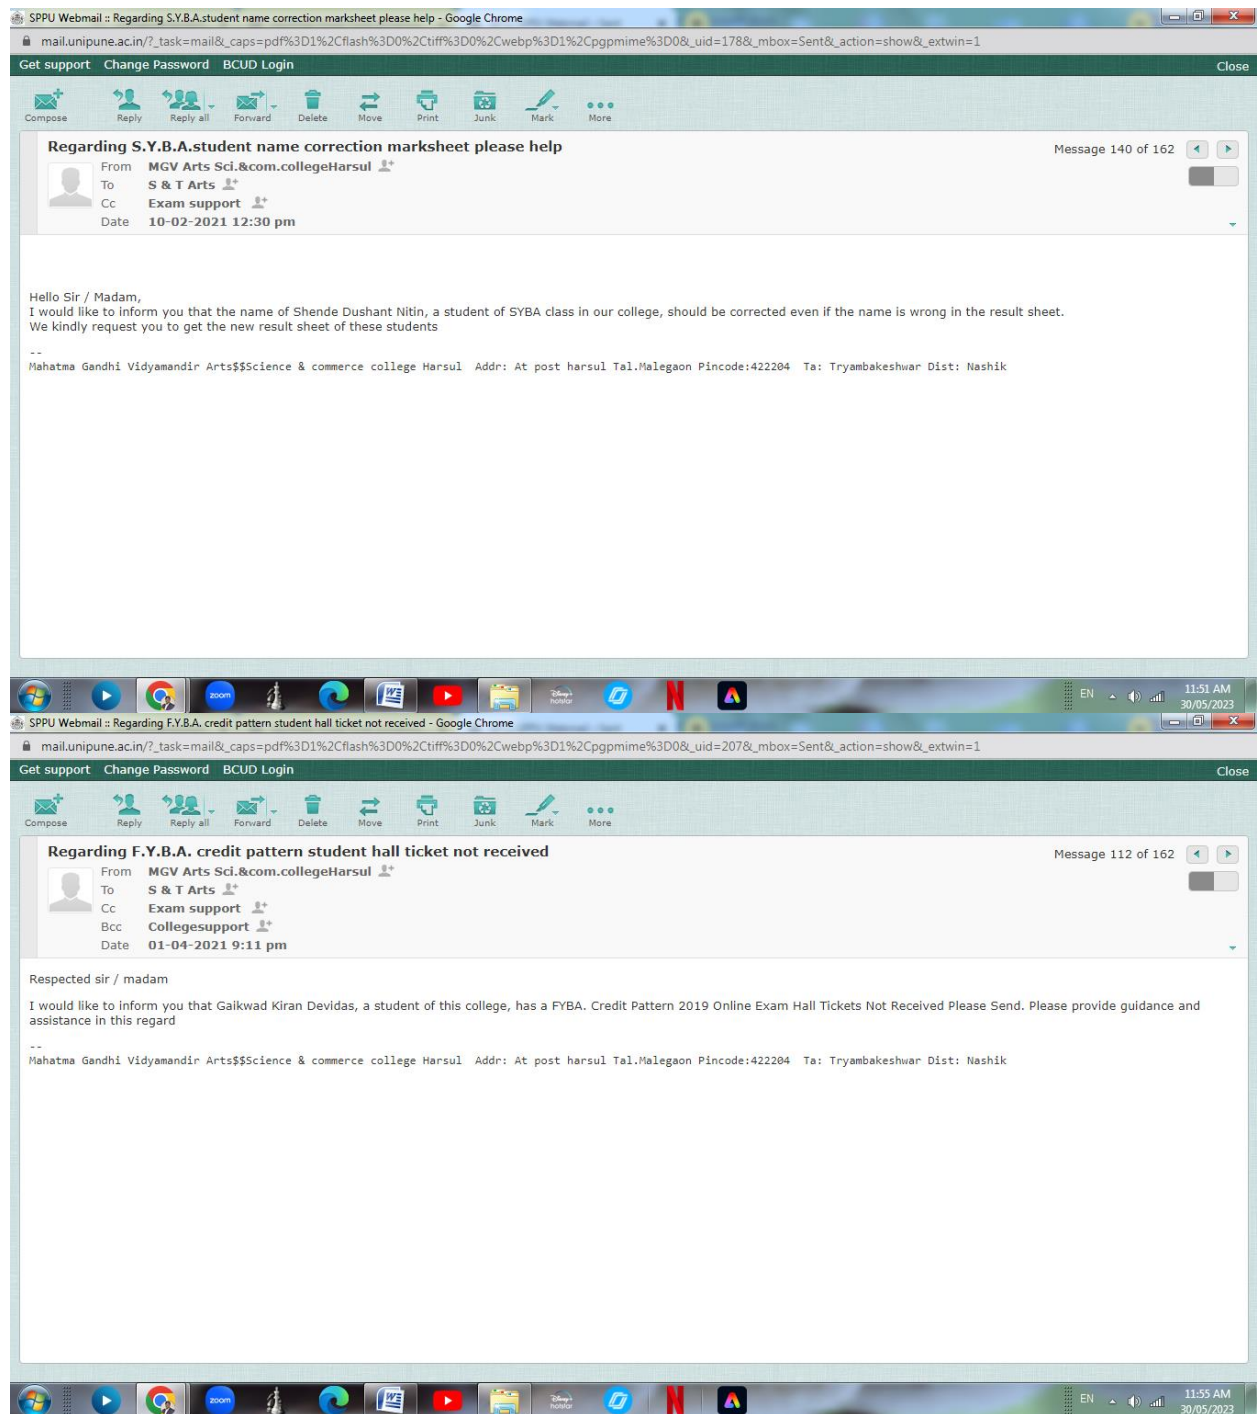 SPPU Webmail :: Regarding S.Y.B.A.student name correction marksheet please help - Google Chrome
mail.unipune.ac.in/?_task=mail&_caps=pdf%3D1%2Cflash%3D0%2Ctiff%3D0%2Cwebp%3D1%2Cpgpmime%3D0&_uid=178&_mbox=Sent&_action=show&_extwin=1
Get support Change Password BCUD Login Close
Compose Reply Reply all Forward Delete Move Print Junk Mark More
Regarding S.Y.B.A.student name correction marksheet please help Message 140 of 162
From MGV Arts Sci.&com.collegeHarsul
To S & T Arts
Cc Exam support
Date 10-02-2021 12:30 pm
Hello Sir / Madam,
I would like to inform you that the name of Shende Dushant Nitin, a student of SYBA class in our college, should be corrected even if the name is wrong in the result sheet.
We kindly request you to get the new result sheet of these students
--
Mahatma Gandhi Vidyamandir Arts$$Science & commerce college Harsul Addr: At post harsul Tal.Malegaon Pincode:422204 Ta: Tryambakeshwar Dist: Nashik
zoom Disney+ hotstar N EN 11:51 AM
30/05/2023
SPPU Webmail :: Regarding F.Y.B.A. credit pattern student hall ticket not received - Google Chrome
mail.unipune.ac.in/?_task=mail&_caps=pdf%3D1%2Cflash%3D0%2Ctiff%3D0%2Cwebp%3D1%2Cpgpmime%3D0&_uid=207&_mbox=Sent&_action=show&_extwin=1
Get support Change Password BCUD Login Close
Compose Reply Reply all Forward Delete Move Print Junk Mark More
Regarding F.Y.B.A. credit pattern student hall ticket not received Message 112 of 162
From MGV Arts Sci.&com.collegeHarsul
To S & T Arts
Cc Exam support
Bcc Collegesupport
Date 01-04-2021 9:11 pm
Respected sir / madam
I would like to inform you that Gaikwad Kiran Devidas, a student of this college, has a FYBA. Credit Pattern 2019 Online Exam Hall Tickets Not Received Please Send. Please provide guidance and
assistance in this regard
--
Mahatma Gandhi Vidyamandir Arts$$Science & commerce college Harsul Addr: At post harsul Tal.Malegaon Pincode:422204 Ta: Tryambakeshwar Dist: Nashik
zoom Disney+ hotstar N EN 11:55 AM
30/05/2023